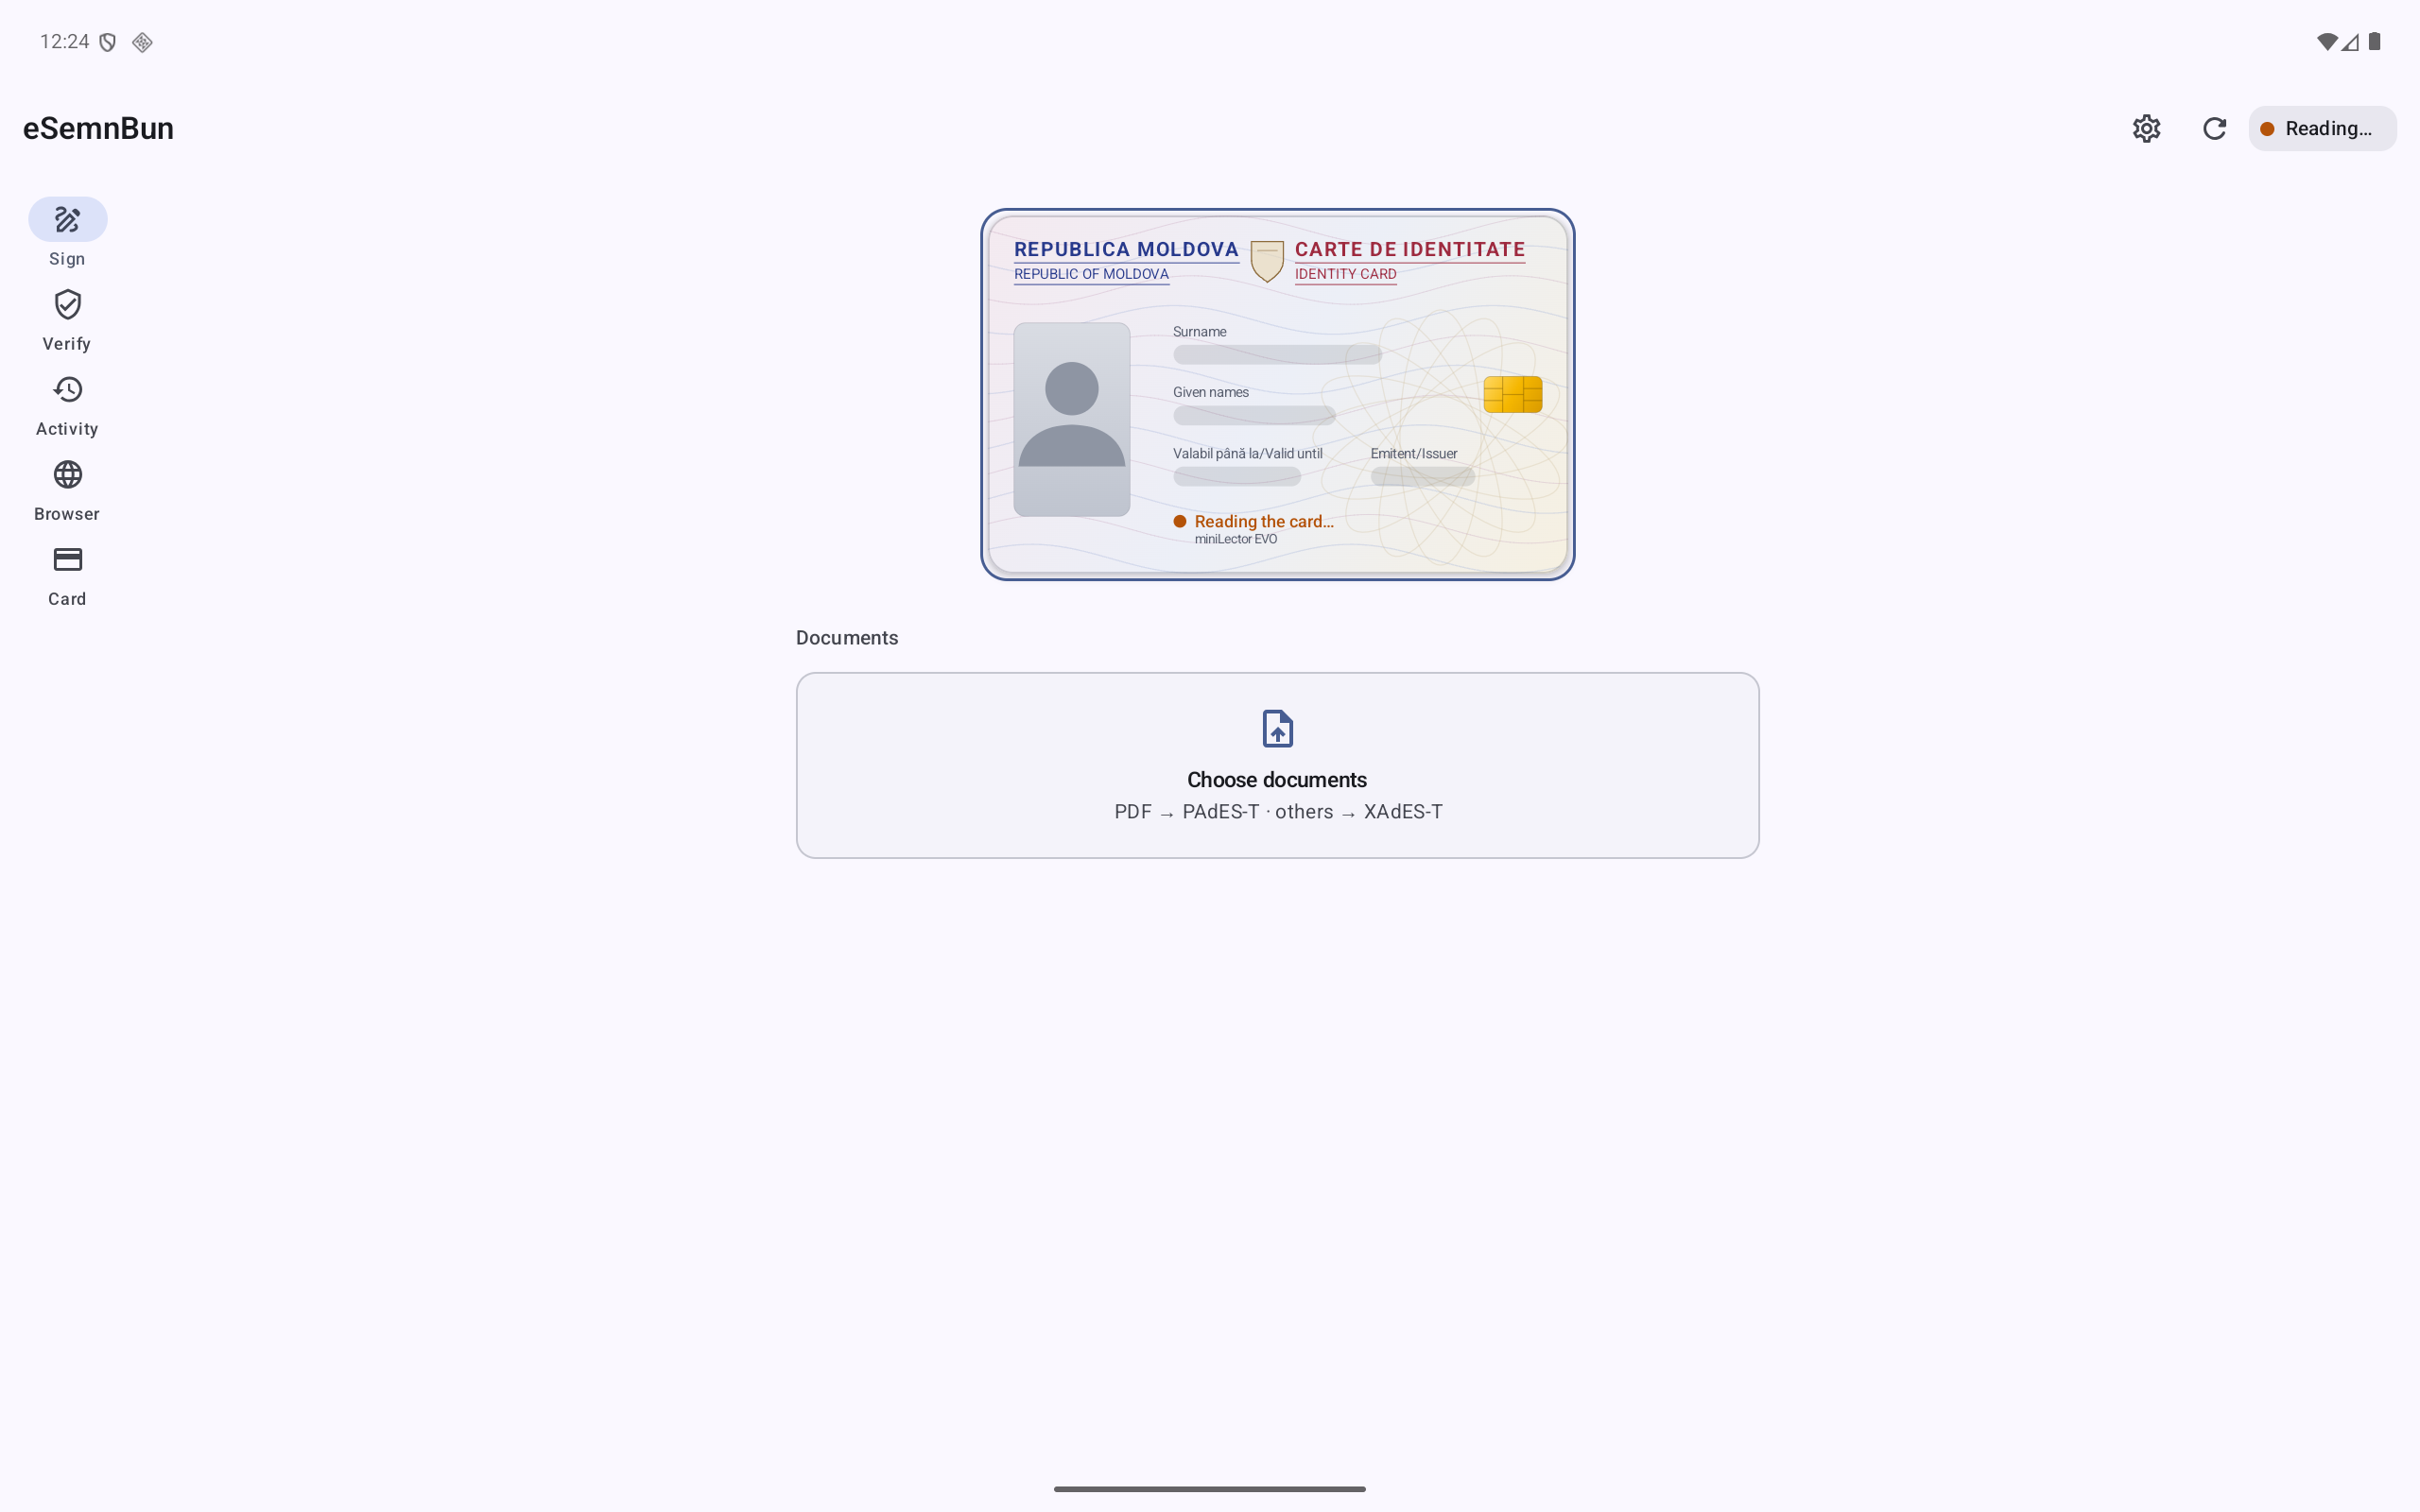 12:24
eSemnBun
Reading...
Sign
Verify
Activity
Browser
Card
REPUBLICA MOLDOVA
REPUBLIC OF MOLDOVA
CARTE DE IDENTITATE
IDENTITY CARD
Surname
Given names
Valabil până la/Valid until
Emitent/Issuer
Reading the card...
miniLector EVO
Documents
Choose documents
PDF → PAdES-T · others → XAdES-T